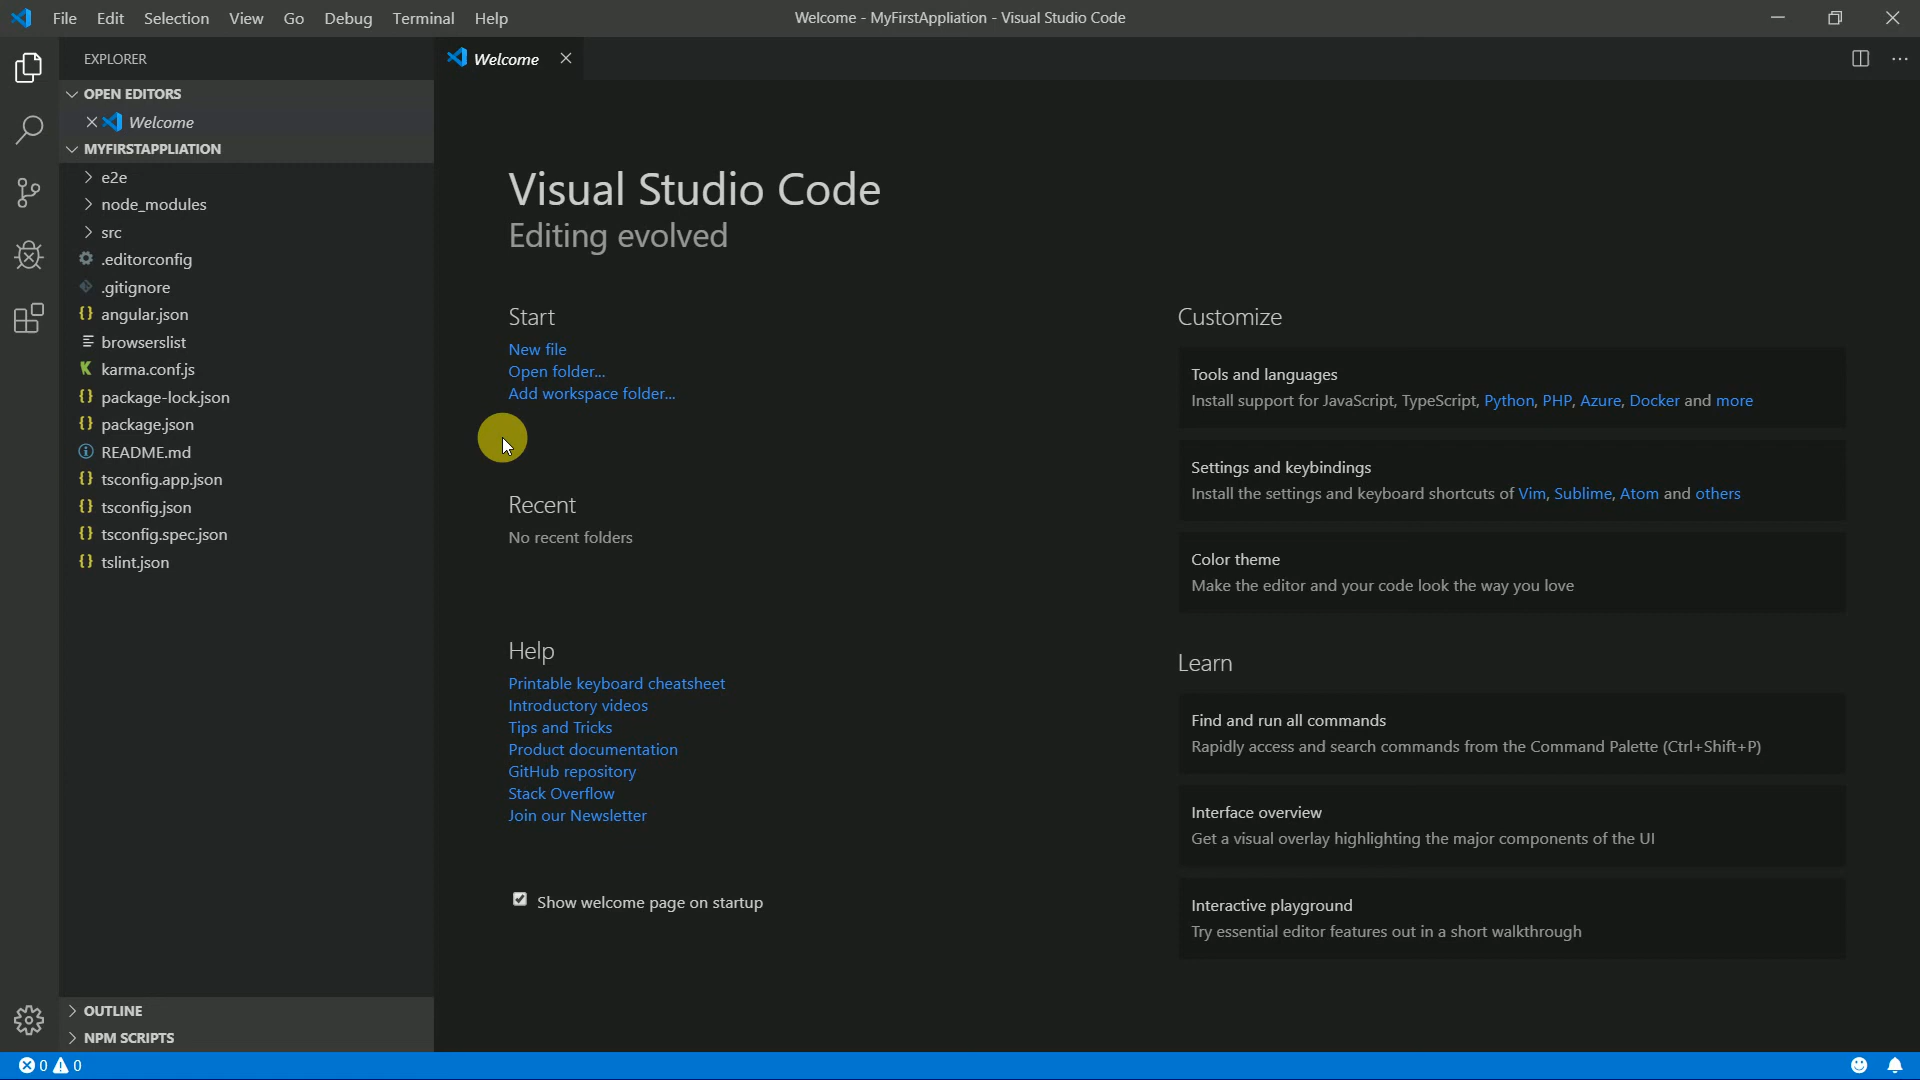 File Edit Selection View Go Debug Terminal Help
Welcome - MyFirstAppliation - Visual Studio Code
EXPLORER
OPEN EDITORS
Welcome
MYFIRSTAPPLIATION
e2e
node_modules
src
.editorconfig
.gitignore
angular.json
browserslist
karma.conf.js
package-lock.json
package.json
README.md
tsconfig.app.json
tsconfig.json
tsconfig.spec.json
tslint.json
OUTLINE
NPM SCRIPTS
Welcome
Visual Studio Code
Editing evolved
Start
New file
Open folder...
Add workspace folder...
Recent
No recent folders
Help
Printable keyboard cheatsheet
Introductory videos
Tips and Tricks
Product documentation
GitHub repository
Stack Overflow
Join our Newsletter
Show welcome page on startup
Customize
Tools and languages
Install support for JavaScript, TypeScript, Python, PHP, Azure, Docker and more
Settings and keybindings
Install the settings and keyboard shortcuts of Vim, Sublime, Atom and others
Color theme
Make the editor and your code look the way you love
Learn
Find and run all commands
Rapidly access and search commands from the Command Palette (Ctrl+Shift+P)
Interface overview
Get a visual overlay highlighting the major components of the UI
Interactive playground
Try essential editor features out in a short walkthrough
0 0